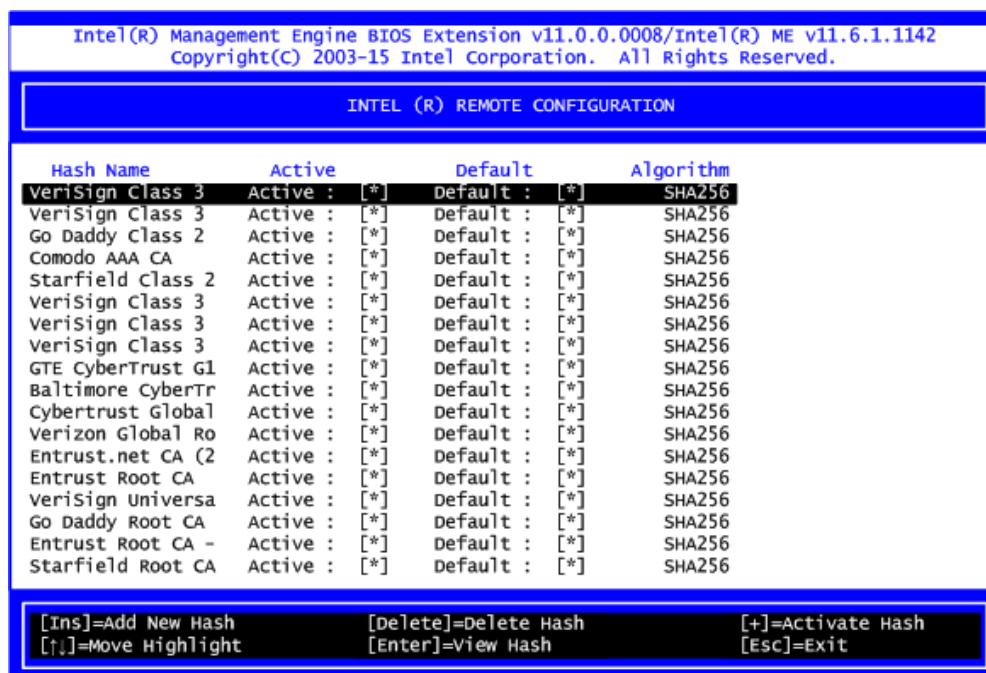 Intel(R) Management Engine BIOS Extension v11.0.0.0008/Intel(R) ME v11.6.1.1142
Copyright(C) 2003-15 Intel Corporation. All Rights Reserved.
INTEL (R) REMOTE CONFIGURATION
Hash Name Active Default Algorithm
VeriSign Class 3 Active : [*] Default : [*] SHA256
VeriSign Class 3 Active : [*] Default : [*] SHA256
Go Daddy Class 2 Active : [*] Default : [*] SHA256
Comodo AAA CA Active : [*] Default : [*] SHA256
Starfield Class 2 Active : [*] Default : [*] SHA256
VeriSign Class 3 Active : [*] Default : [*] SHA256
VeriSign Class 3 Active : [*] Default : [*] SHA256
VeriSign Class 3 Active : [*] Default : [*] SHA256
GTE CyberTrust G1 Active : [*] Default : [*] SHA256
Baltimore CyberTr Active : [*] Default : [*] SHA256
Cybertrust Global Active : [*] Default : [*] SHA256
Verizon Global Ro Active : [*] Default : [*] SHA256
Entrust.net CA (2 Active : [*] Default : [*] SHA256
Entrust Root CA Active : [*] Default : [*] SHA256
VeriSign Universa Active : [*] Default : [*] SHA256
Go Daddy Root CA Active : [*] Default : [*] SHA256
Entrust Root CA - Active : [*] Default : [*] SHA256
Starfield Root CA Active : [*] Default : [*] SHA256
[Ins]=Add New Hash [Delete]=Delete Hash [+]=Activate Hash
[↑↓]=Move Highlight [Enter]=View Hash [Esc]=Exit